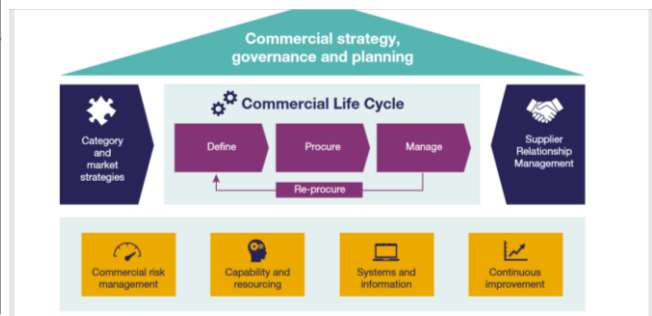 Commercial strategy,
governance and planning
Category
and
market
strategies
Commercial Life Cycle
Define
Procure
Manage
Re-procure
Supplier
Relationship
Management
Commercial risk
management
Capability and
resourcing
Systems and
information
Continuous
improvement